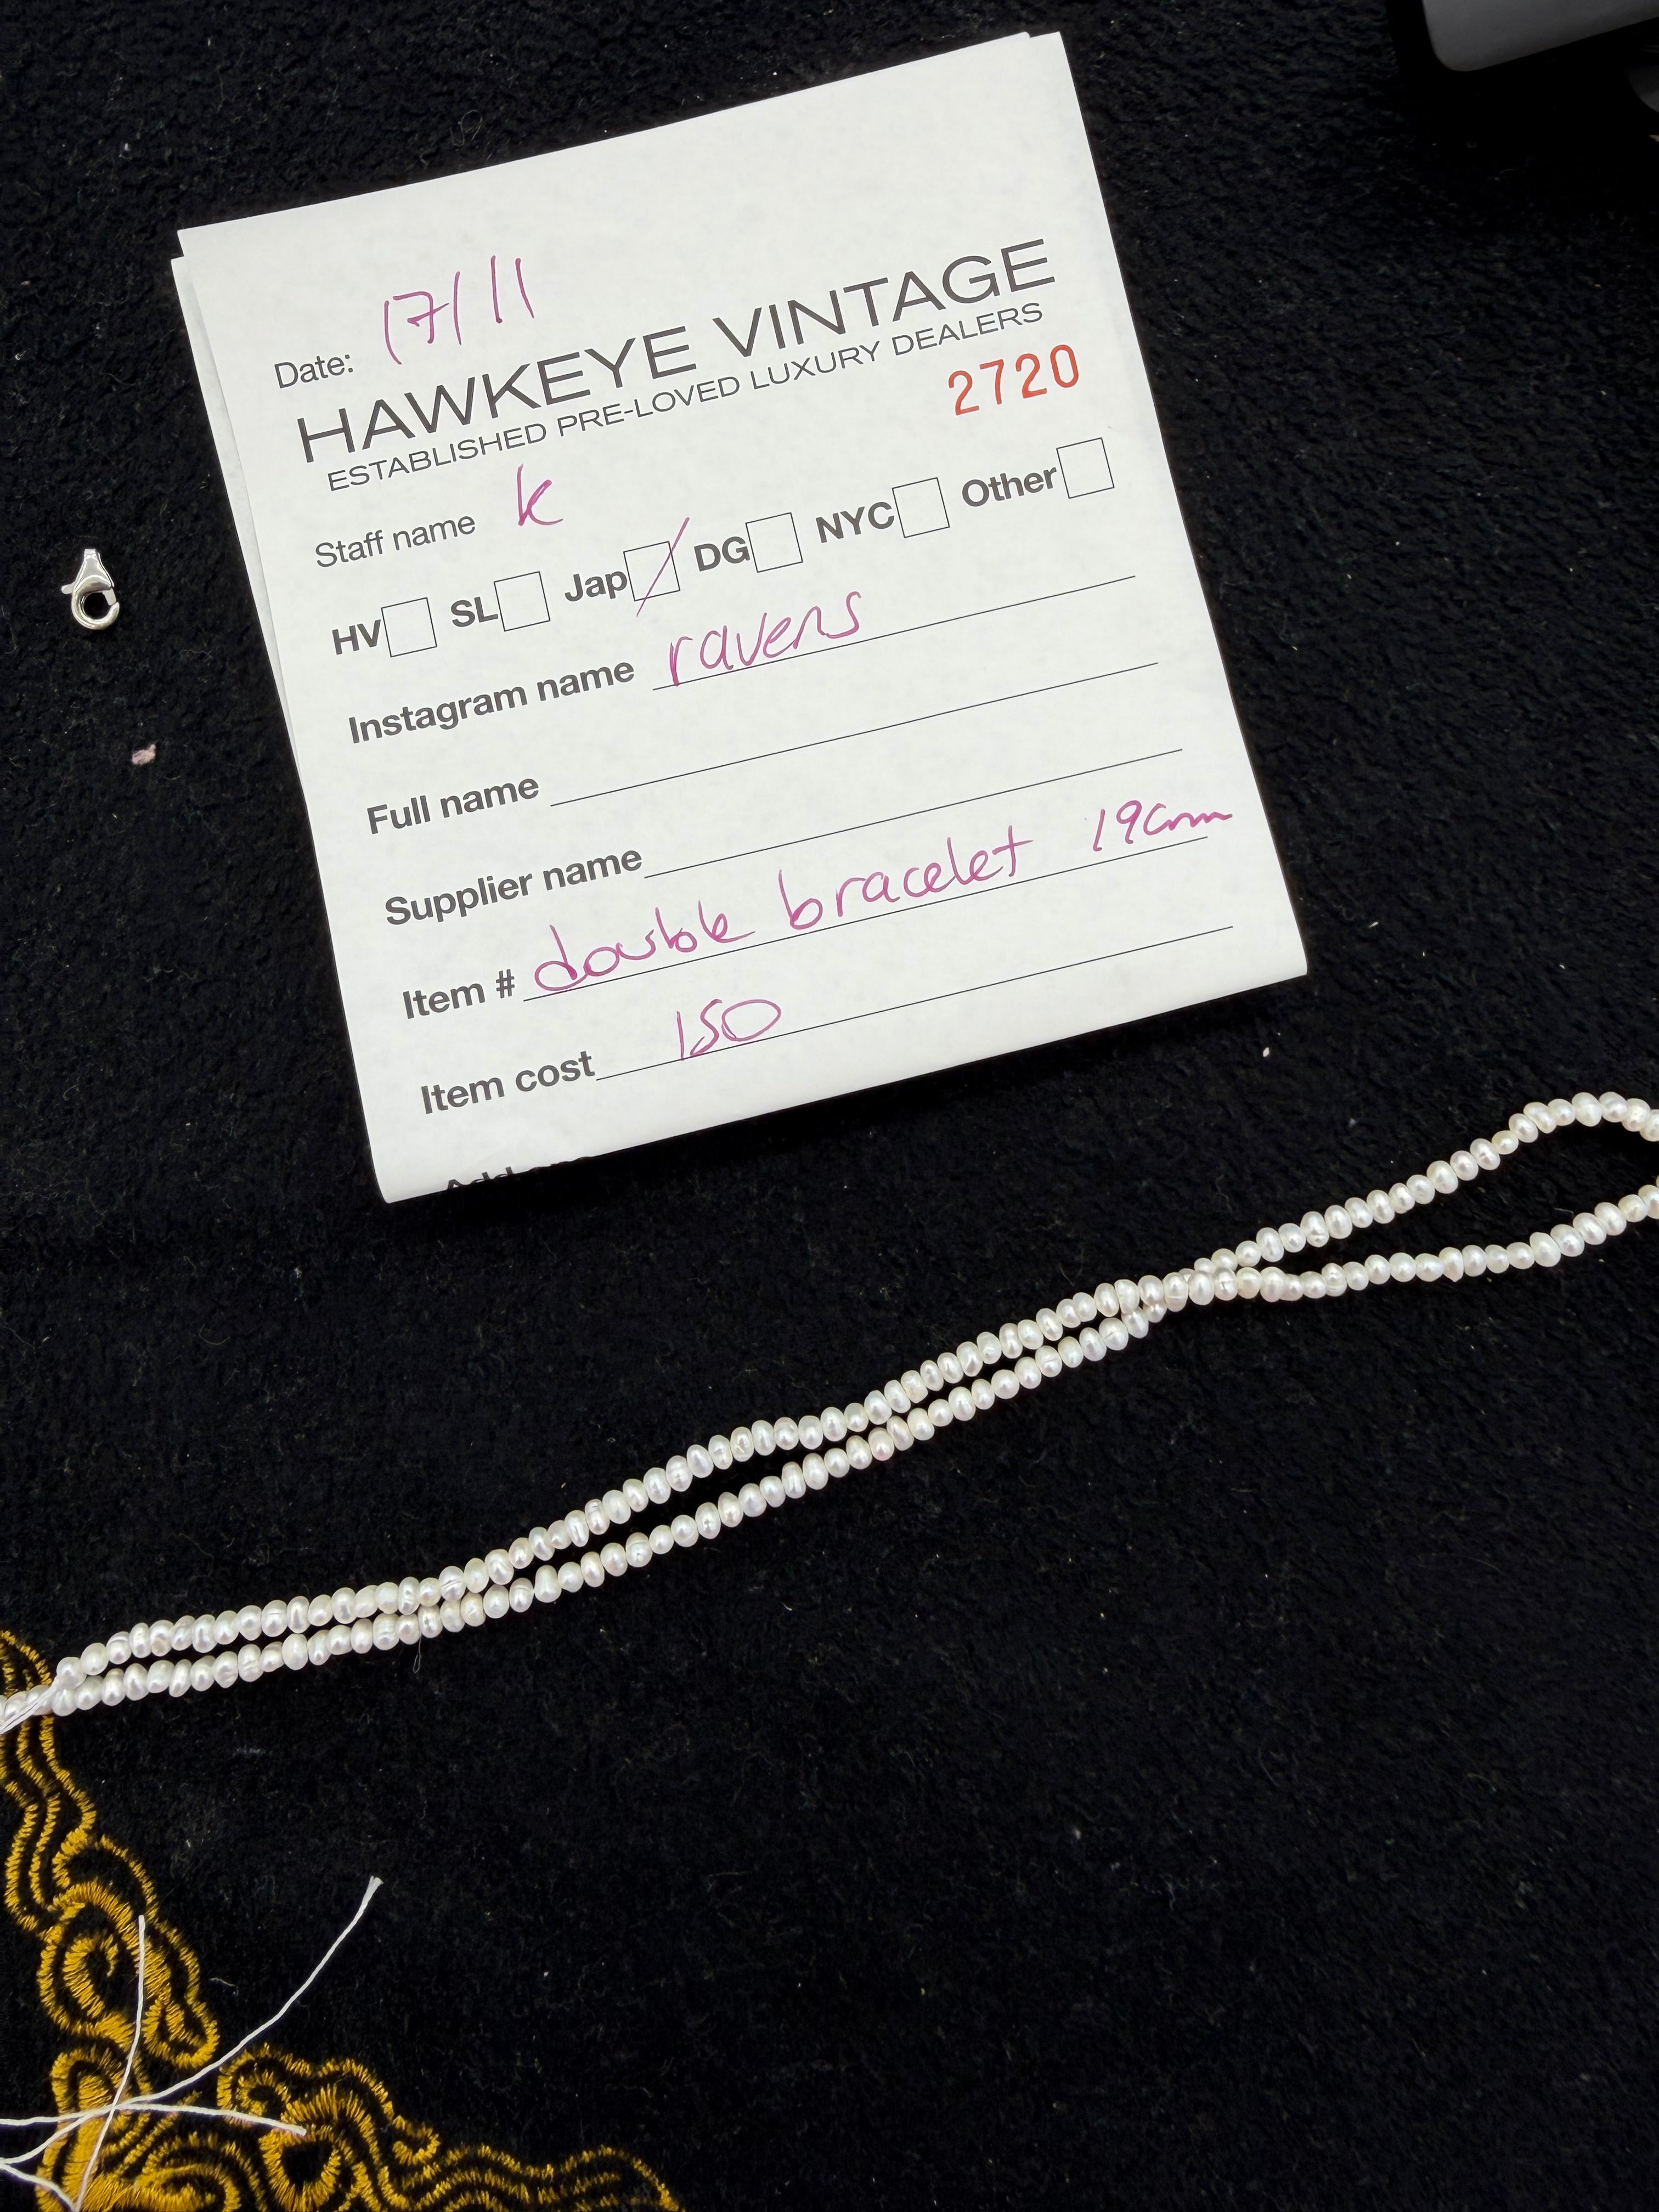 Date: 17/11
HAWKEYE VINTAGE
ESTABLISHED PRE-LOVED LUXURY DEALERS
2720
Staff name k
HV SL Jap DG NYC Other
Instagram name ravens
Full name
Supplier name
Item # double bracelet 19cm
Item cost 150